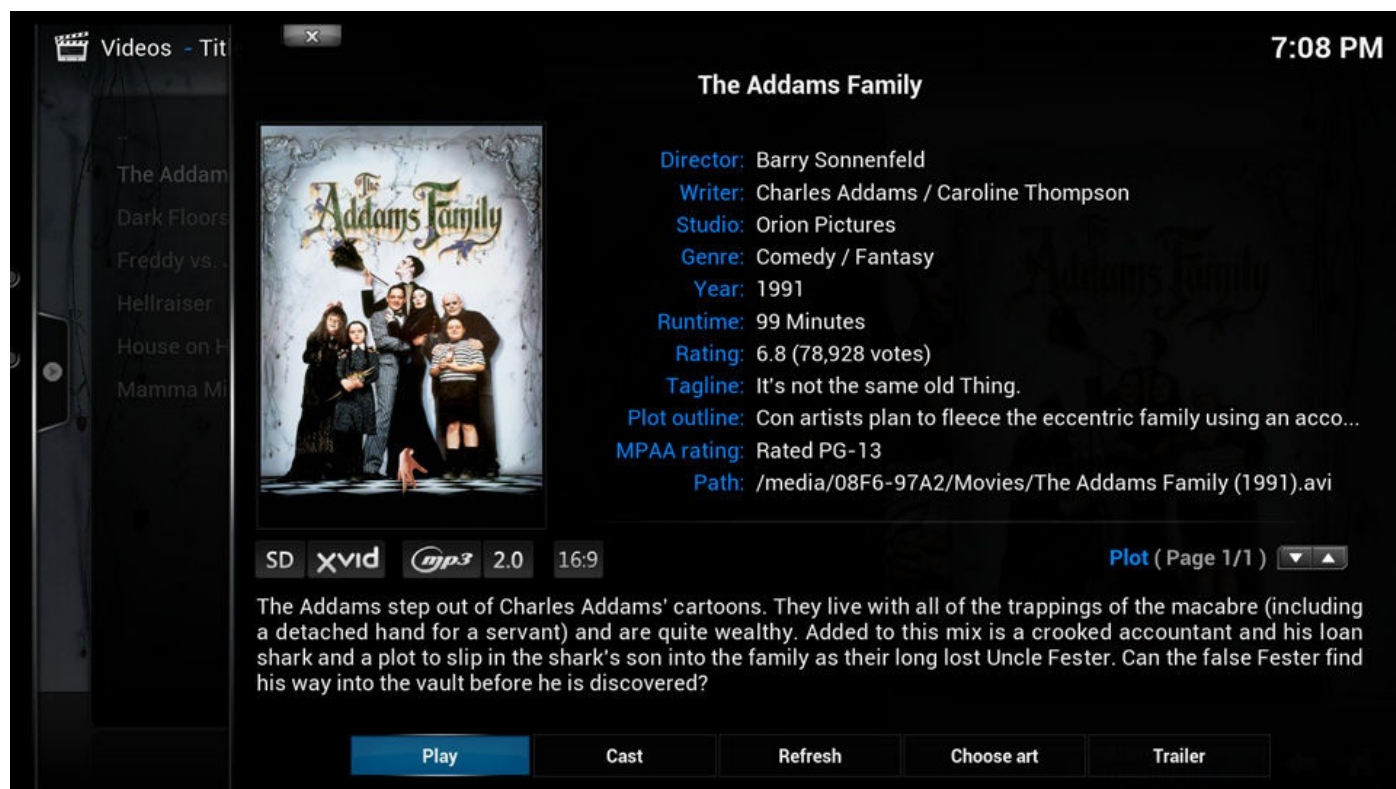 Videos - Tit
7:08 PM
The Addams Family
..
The Addam
Dark Floors
Freddy vs.
Hellraiser
House on H
Mamma Mi
The
Addams Family
Director: Barry Sonnenfeld
Writer: Charles Addams / Caroline Thompson
Studio: Orion Pictures
Genre: Comedy / Fantasy
Year: 1991
Runtime: 99 Minutes
Rating: 6.8 (78,928 votes)
Tagline: It's not the same old Thing.
Plot outline: Con artists plan to fleece the eccentric family using an acco...
MPAA rating: Rated PG-13
Path: /media/08F6-97A2/Movies/The Addams Family (1991).avi
SD xvid mp3 2.0 16:9
Plot ( Page 1/1 )
The Addams step out of Charles Addams' cartoons. They live with all of the trappings of the macabre (including
a detached hand for a servant) and are quite wealthy. Added to this mix is a crooked accountant and his loan
shark and a plot to slip in the shark's son into the family as their long lost Uncle Fester. Can the false Fester find
his way into the vault before he is discovered?
Play Cast Refresh Choose art Trailer